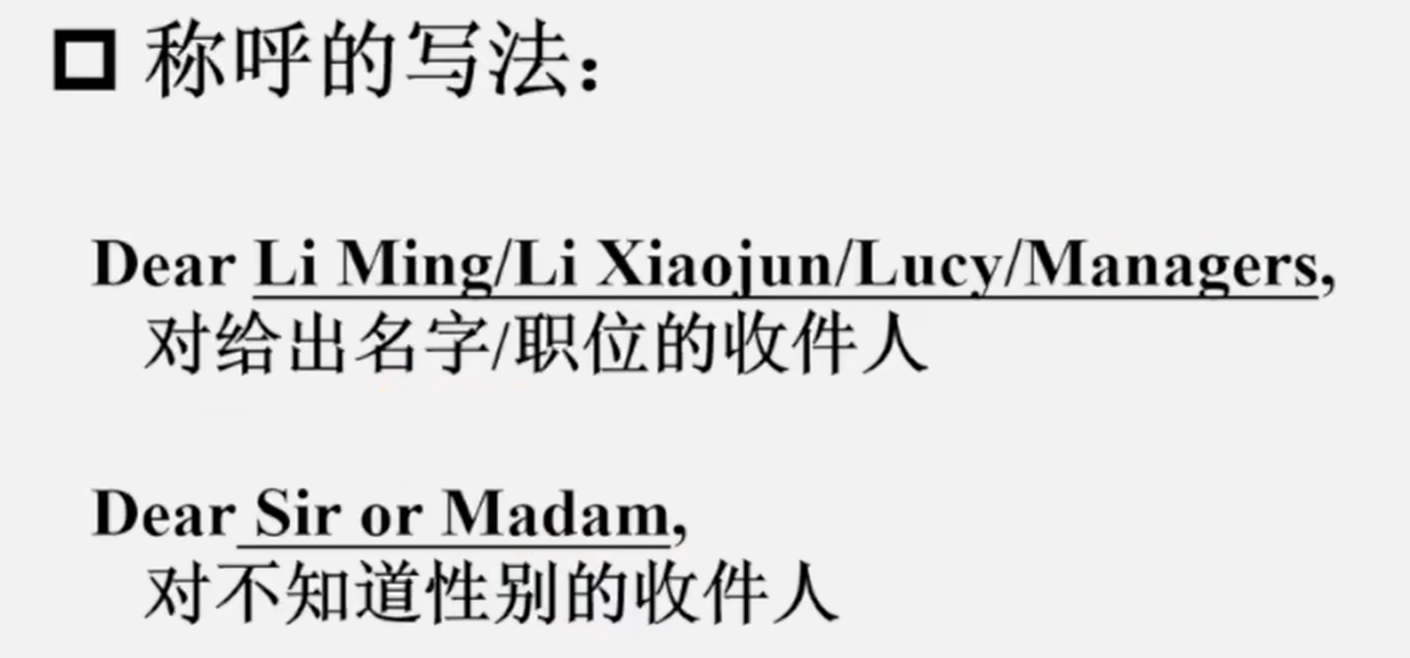 称呼的写法：
Dear Li Ming/Li Xiaojun/Lucy/Managers,
对给出名字/职位的收件人
Dear Sir or Madam,
对不知道性别的收件人